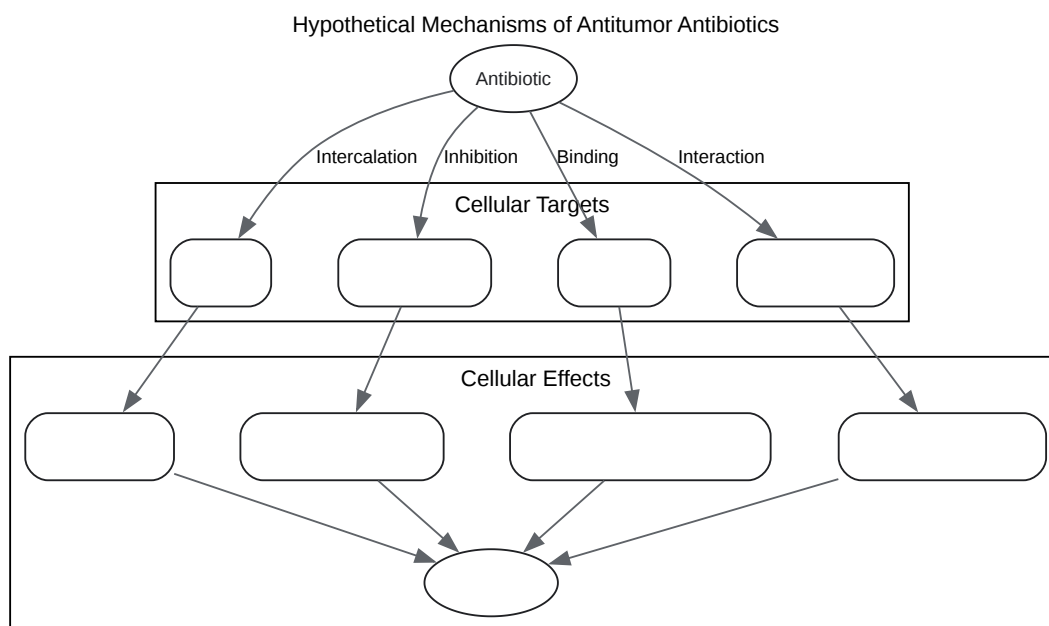 Hypothetical Mechanisms of Antitumor Antibiotics
Antibiotic
Intercalation
Inhibition
Binding
Interaction
Cellular Targets
Cellular Effects